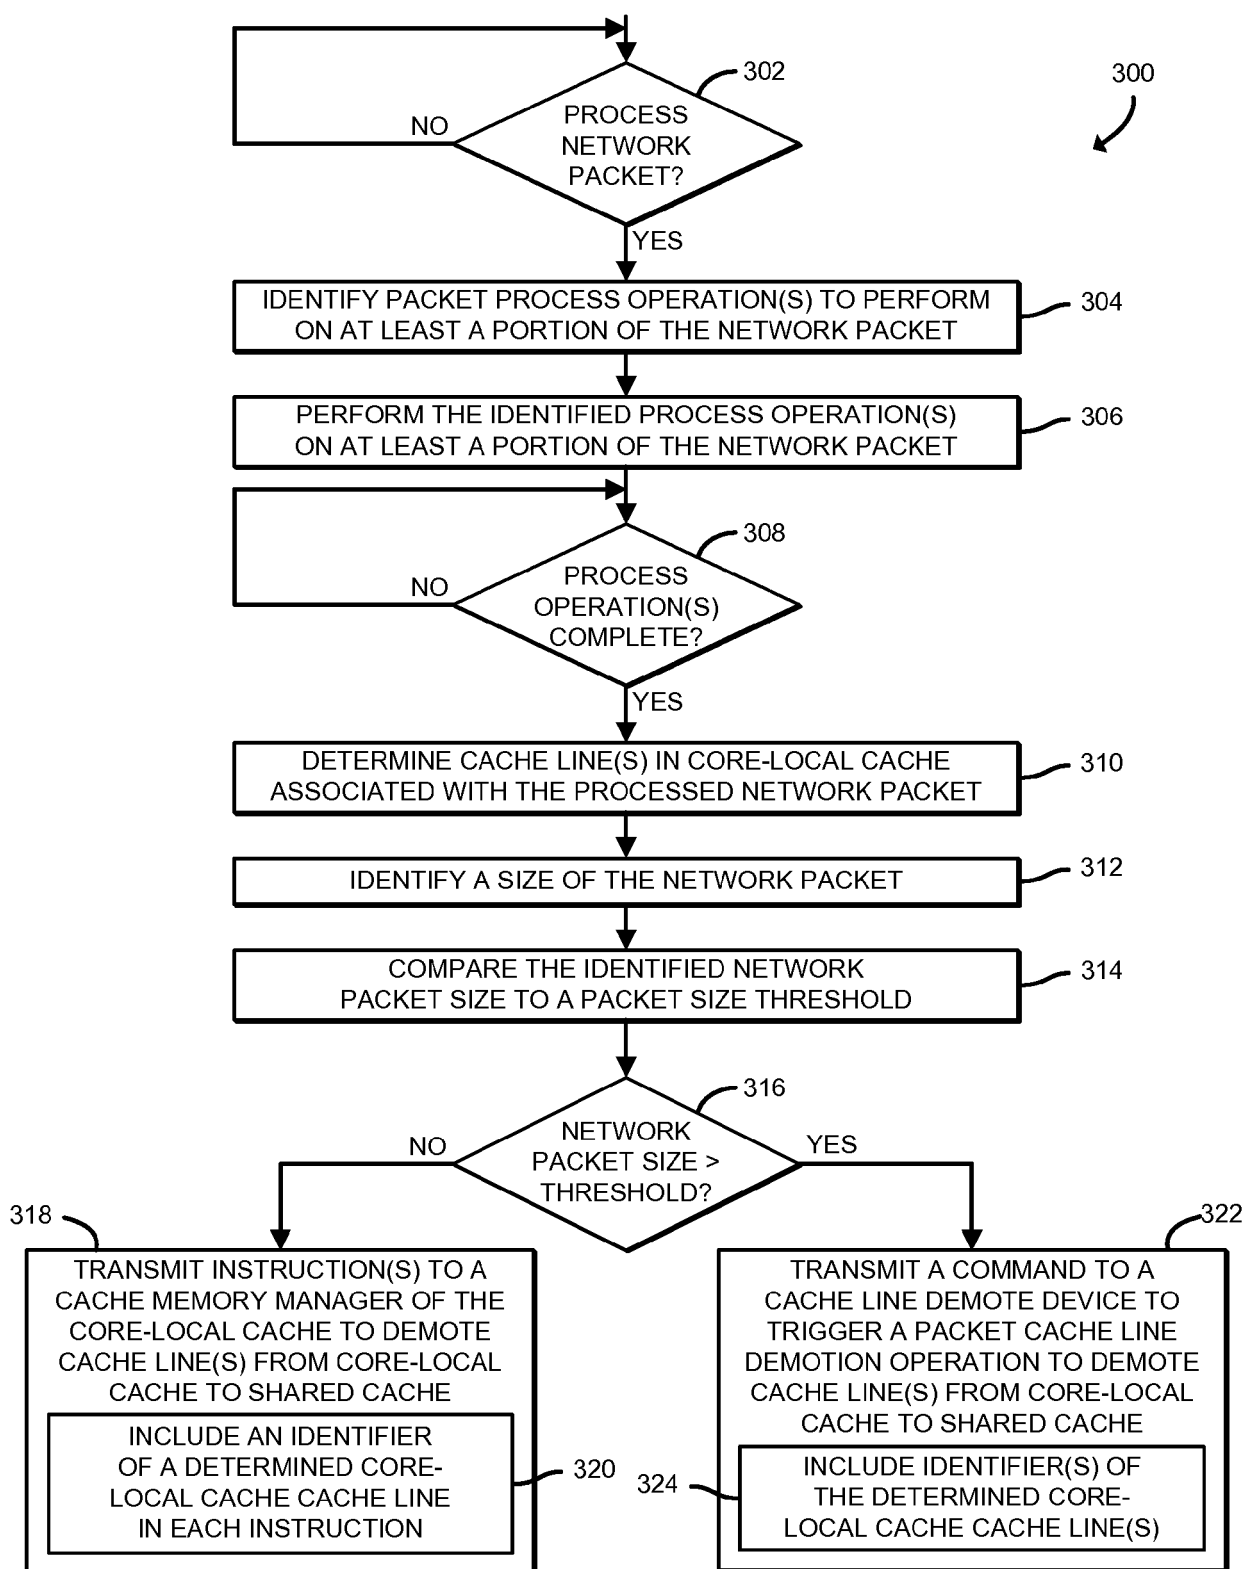 302
300
PROCESS
NETWORK
PACKET?
NO
YES
IDENTIFY PACKET PROCESS OPERATION(S) TO PERFORM
ON AT LEAST A PORTION OF THE NETWORK PACKET
304
PERFORM THE IDENTIFIED PROCESS OPERATION(S)
ON AT LEAST A PORTION OF THE NETWORK PACKET
306
308
PROCESS
OPERATION(S)
COMPLETE?
NO
YES
DETERMINE CACHE LINE(S) IN CORE-LOCAL CACHE
ASSOCIATED WITH THE PROCESSED NETWORK PACKET
310
IDENTIFY A SIZE OF THE NETWORK PACKET
312
COMPARE THE IDENTIFIED NETWORK
PACKET SIZE TO A PACKET SIZE THRESHOLD
314
316
NETWORK
PACKET SIZE >
THRESHOLD?
NO
YES
318
TRANSMIT INSTRUCTION(S) TO A
CACHE MEMORY MANAGER OF THE
CORE-LOCAL CACHE TO DEMOTE
CACHE LINE(S) FROM CORE-LOCAL
CACHE TO SHARED CACHE
INCLUDE AN IDENTIFIER
OF A DETERMINED CORE-
LOCAL CACHE CACHE LINE
IN EACH INSTRUCTION
320
322
TRANSMIT A COMMAND TO A
CACHE LINE DEMOTE DEVICE TO
TRIGGER A PACKET CACHE LINE
DEMOTION OPERATION TO DEMOTE
CACHE LINE(S) FROM CORE-LOCAL
CACHE TO SHARED CACHE
324
INCLUDE IDENTIFIER(S) OF
THE DETERMINED CORE-
LOCAL CACHE CACHE LINE(S)